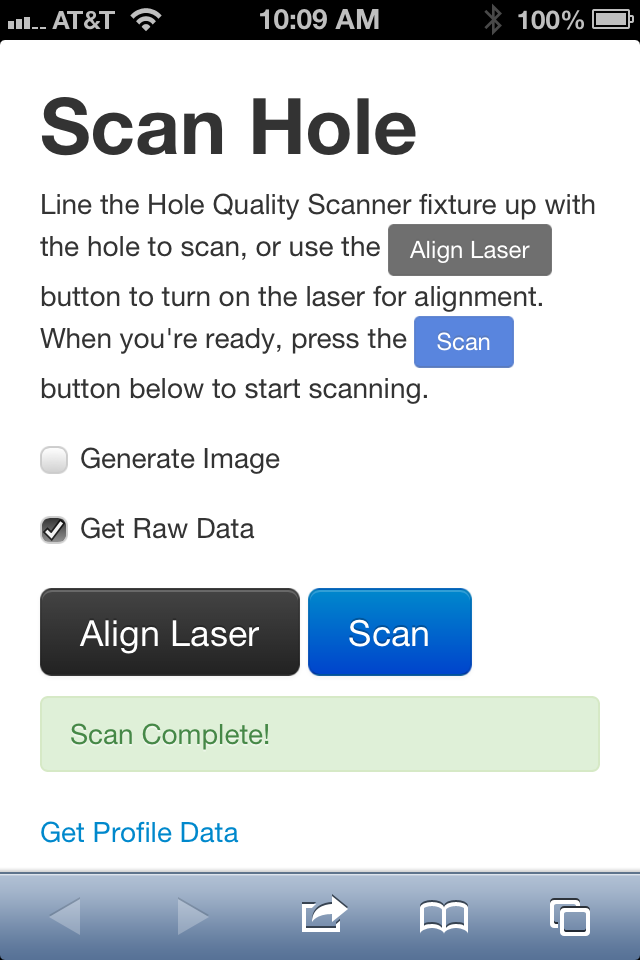 AT&T 10:09 AM 100%
Scan Hole
Line the Hole Quality Scanner fixture up with
the hole to scan, or use the Align Laser
button to turn on the laser for alignment.
When you're ready, press the Scan
button below to start scanning.
Generate Image
Get Raw Data
Align Laser Scan
Scan Complete!
Get Profile Data